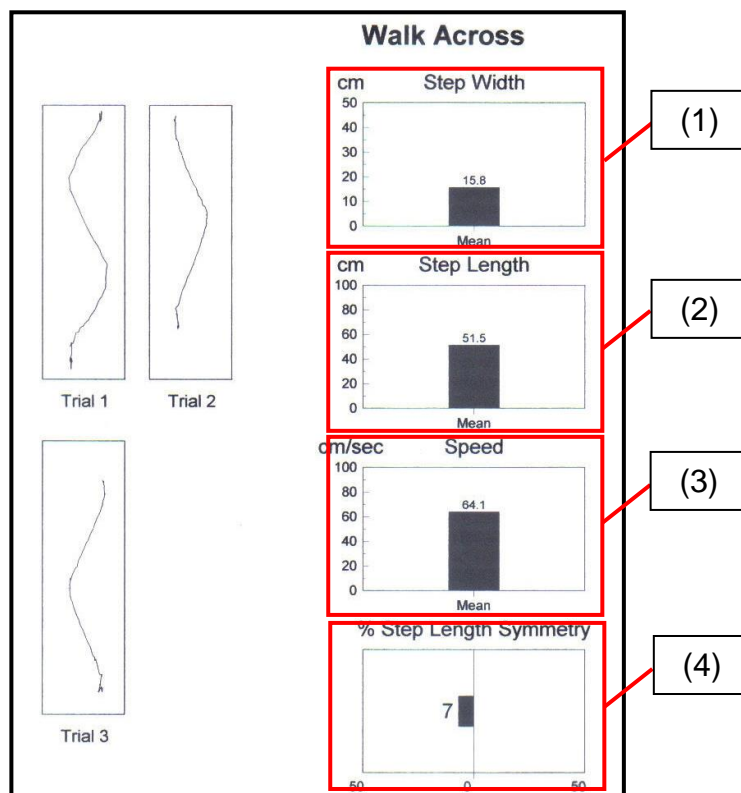 Walk Across
cm Step Width
50
40
30
20
10
0
15.8
Mean
(1)
cm Step Length
100
80
60
40
20
0
51.5
Mean
(2)
cm/sec Speed
100
80
60
40
20
0
64.1
Mean
(3)
% Step Length Symmetry
7
50 0 50
(4)
Trial 1 Trial 2
Trial 3